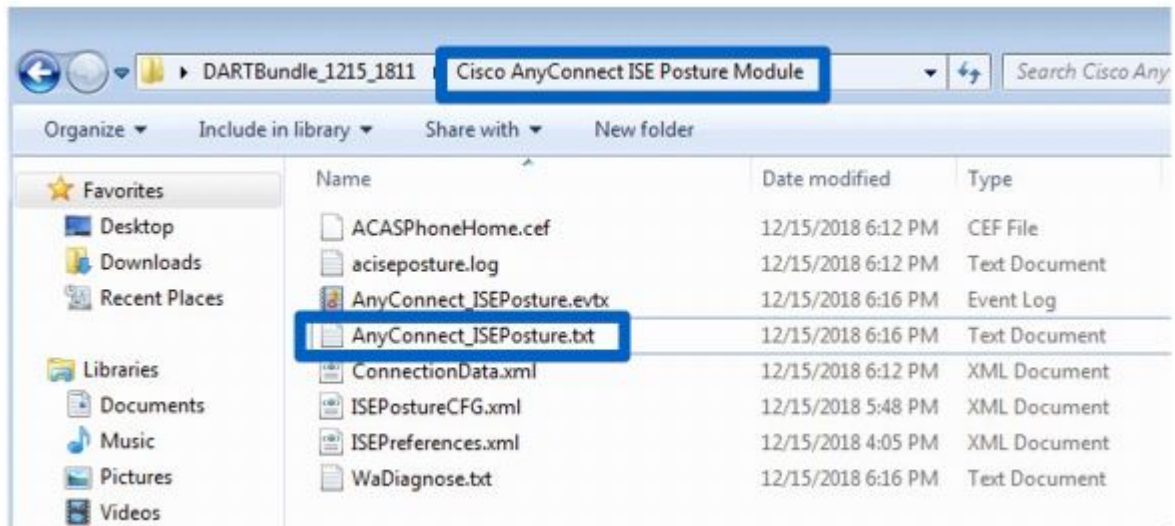 DARTBundle_1215_1811 Cisco AnyConnect ISE Posture Module Search Cisco Any
Organize Include in library Share with New folder
Favorites
Desktop
Downloads
Recent Places
Libraries
Documents
Music
Pictures
Videos
Name Date modified Type
ACASPhoneHome.cef 12/15/2018 6:12 PM CEF File
aciseposture.log 12/15/2018 6:12 PM Text Document
AnyConnect_ISEPosture.evtx 12/15/2018 6:16 PM Event Log
AnyConnect_ISEPosture.txt 12/15/2018 6:16 PM Text Document
ConnectionData.xml 12/15/2018 6:12 PM XML Document
ISEPostureCFG.xml 12/15/2018 5:48 PM XML Document
ISEPreferences.xml 12/15/2018 4:05 PM XML Document
WaDiagnose.txt 12/15/2018 6:16 PM Text Document